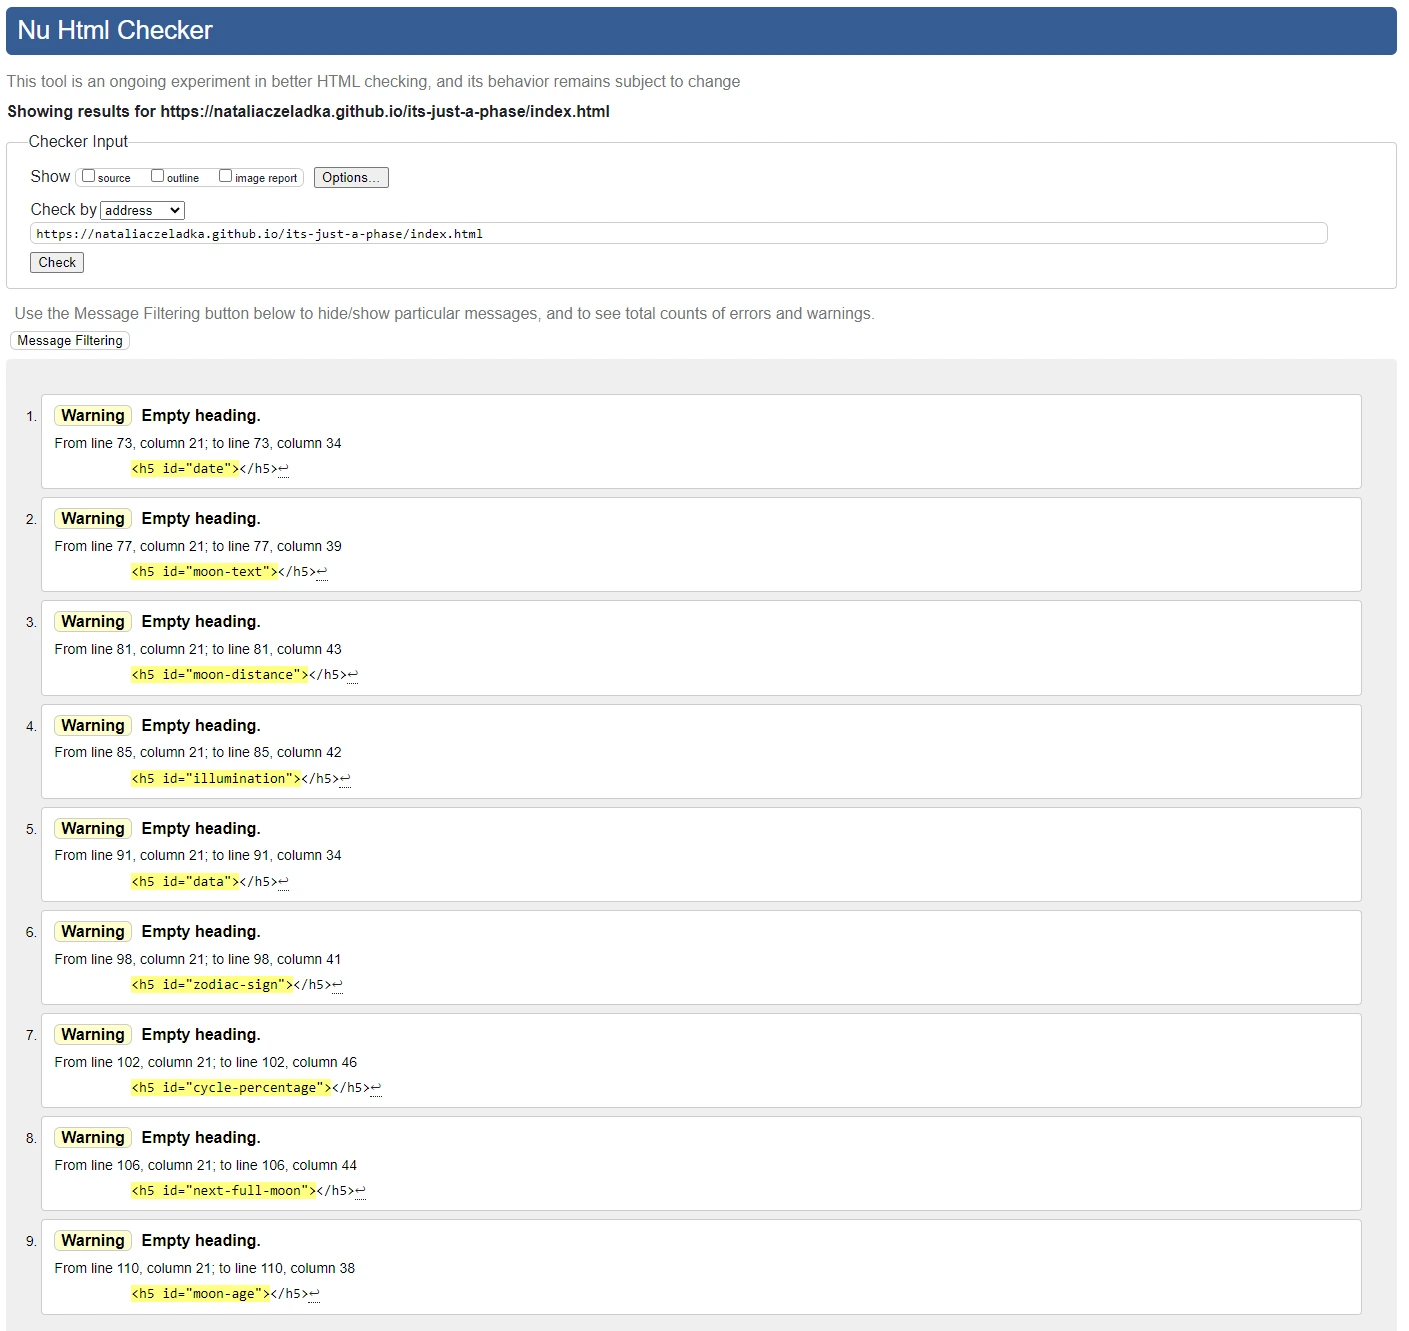 Nu Html Checker
This tool is an ongoing experiment in better HTML checking, and its behavior remains subject to change
Showing results for https://nataliaczeladka.github.io/its-just-a-phase/index.html
Checker Input
Show source outline image report Options...
Check by address
https://nataliaczeladka.github.io/its-just-a-phase/index.html
Check
Use the Message Filtering button below to hide/show particular messages, and to see total counts of errors and warnings.
Message Filtering
1. Warning Empty heading.
From line 73, column 21; to line 73, column 34
<h5 id="date"></h5>↩
2. Warning Empty heading.
From line 77, column 21; to line 77, column 39
<h5 id="moon-text"></h5>↩
3. Warning Empty heading.
From line 81, column 21; to line 81, column 43
<h5 id="moon-distance"></h5>↩
4. Warning Empty heading.
From line 85, column 21; to line 85, column 42
<h5 id="illumination"></h5>↩
5. Warning Empty heading.
From line 91, column 21; to line 91, column 34
<h5 id="data"></h5>↩
6. Warning Empty heading.
From line 98, column 21; to line 98, column 41
<h5 id="zodiac-sign"></h5>↩
7. Warning Empty heading.
From line 102, column 21; to line 102, column 46
<h5 id="cycle-percentage"></h5>↩
8. Warning Empty heading.
From line 106, column 21; to line 106, column 44
<h5 id="next-full-moon"></h5>↩
9. Warning Empty heading.
From line 110, column 21; to line 110, column 38
<h5 id="moon-age"></h5>↩